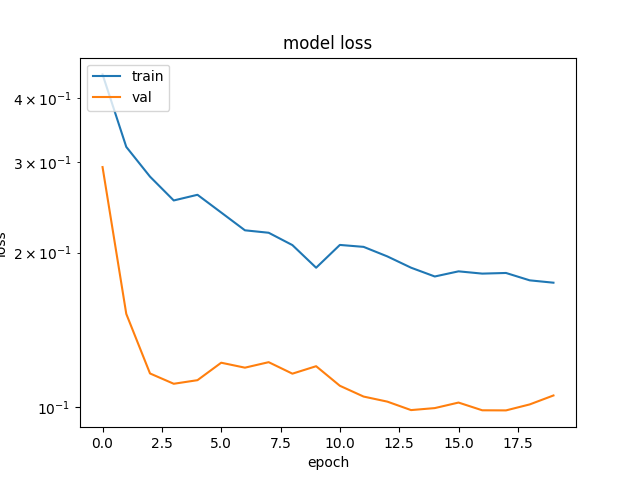 model loss
train
val
4 × 10⁻¹
3 × 10⁻¹
2 × 10⁻¹
10⁻¹
loss
0.0 2.5 5.0 7.5 10.0 12.5 15.0 17.5
epoch